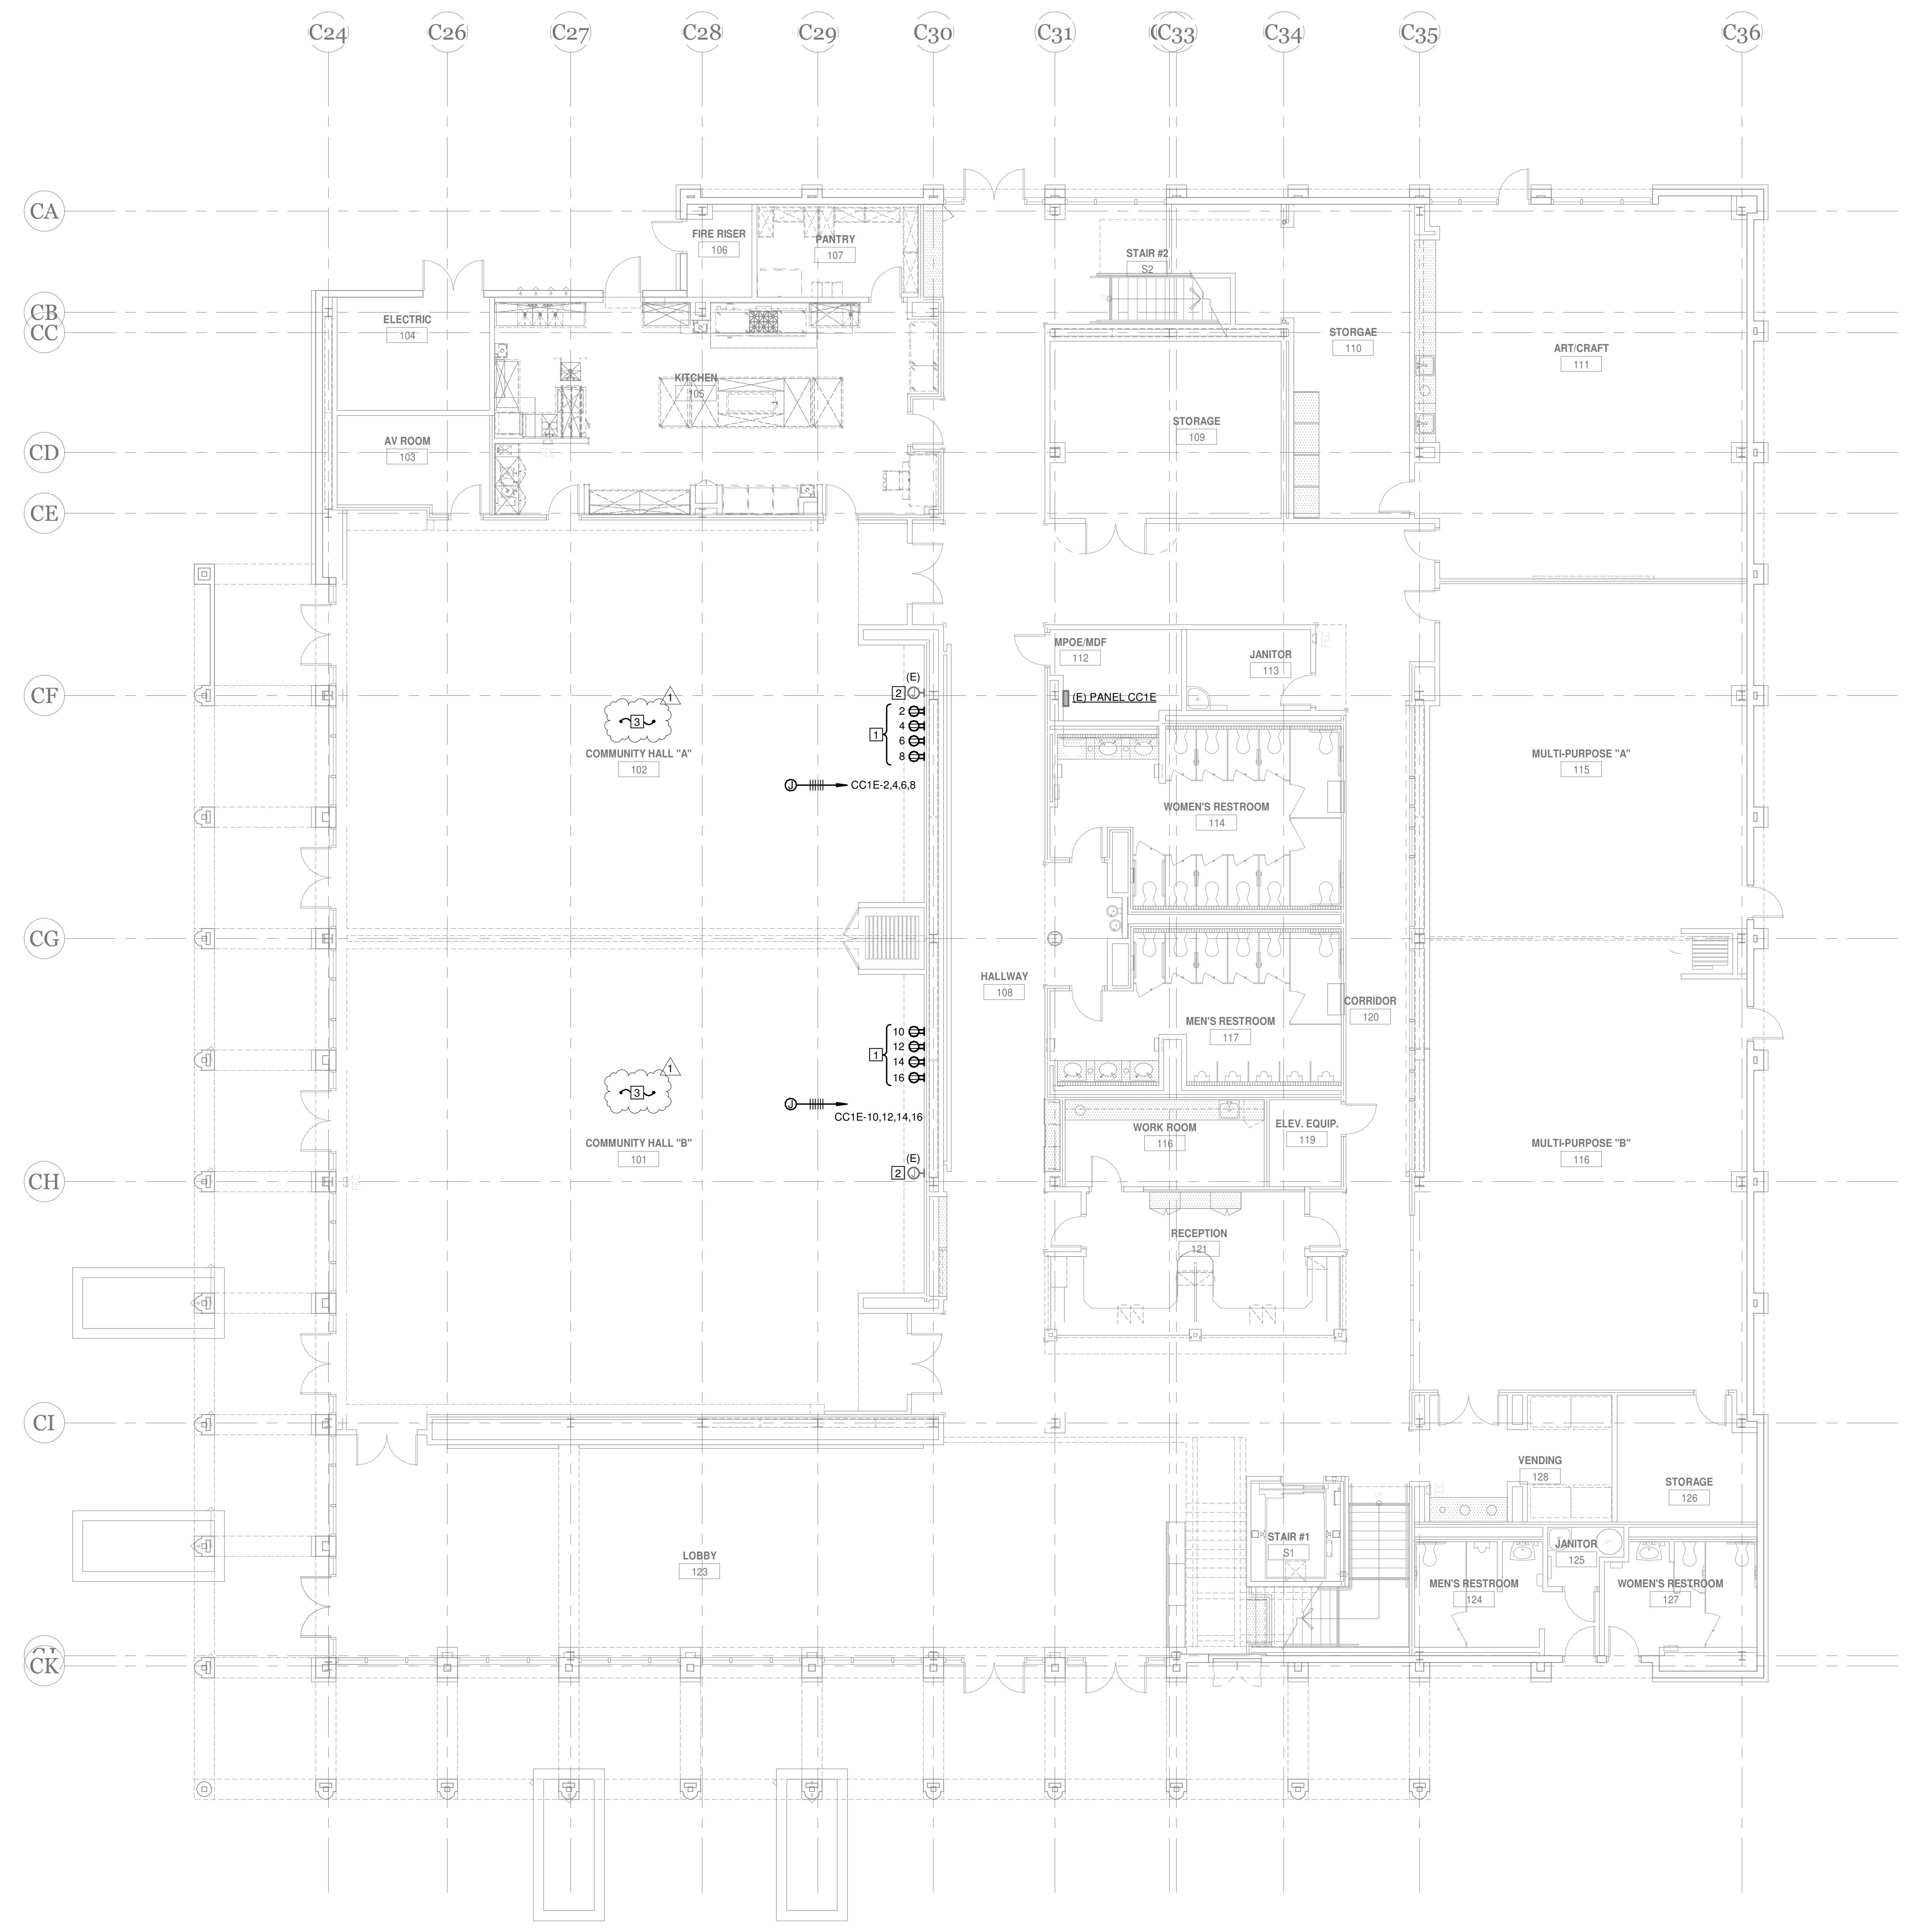 C24 C26 C27 C28 C29 C30 C31 C33 C34 C35 C36
CA
FIRE RISER
106
PANTRY
107
STAIR #2
S2
CB
CC
ELECTRIC
104
STORGAE
110
ART/CRAFT
111
KITCHEN
105
CD
AV ROOM
103
STORAGE
109
CE
MPOE/MDF
112
JANITOR
113
CF
(E)
2 J
(E) PANEL CC1E
1
3
2
4
1
6
8
COMMUNITY HALL "A"
102
MULTI-PURPOSE "A"
115
J CC1E-2,4,6,8
WOMEN'S RESTROOM
114
CG
HALLWAY
108
CORRIDOR
120
MEN'S RESTROOM
117
10
12
1
14
16
1
3
J
CC1E-10,12,14,16
WORK ROOM
116
ELEV. EQUIP.
119
COMMUNITY HALL "B"
101
MULTI-PURPOSE "B"
116
(E)
2 J
CH
RECEPTION
121
CI
VENDING
128
STORAGE
126
STAIR #1
S1
JANITOR
125
LOBBY
123
MEN'S RESTROOM
124
WOMEN'S RESTROOM
127
CK